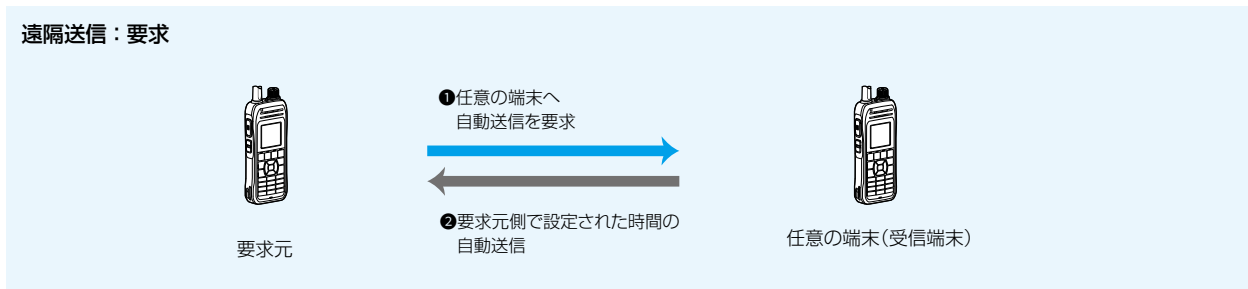 遠隔送信：要求
❶任意の端末へ
自動送信を要求
❷要求元側で設定された時間の
自動送信
要求元
任意の端末（受信端末）